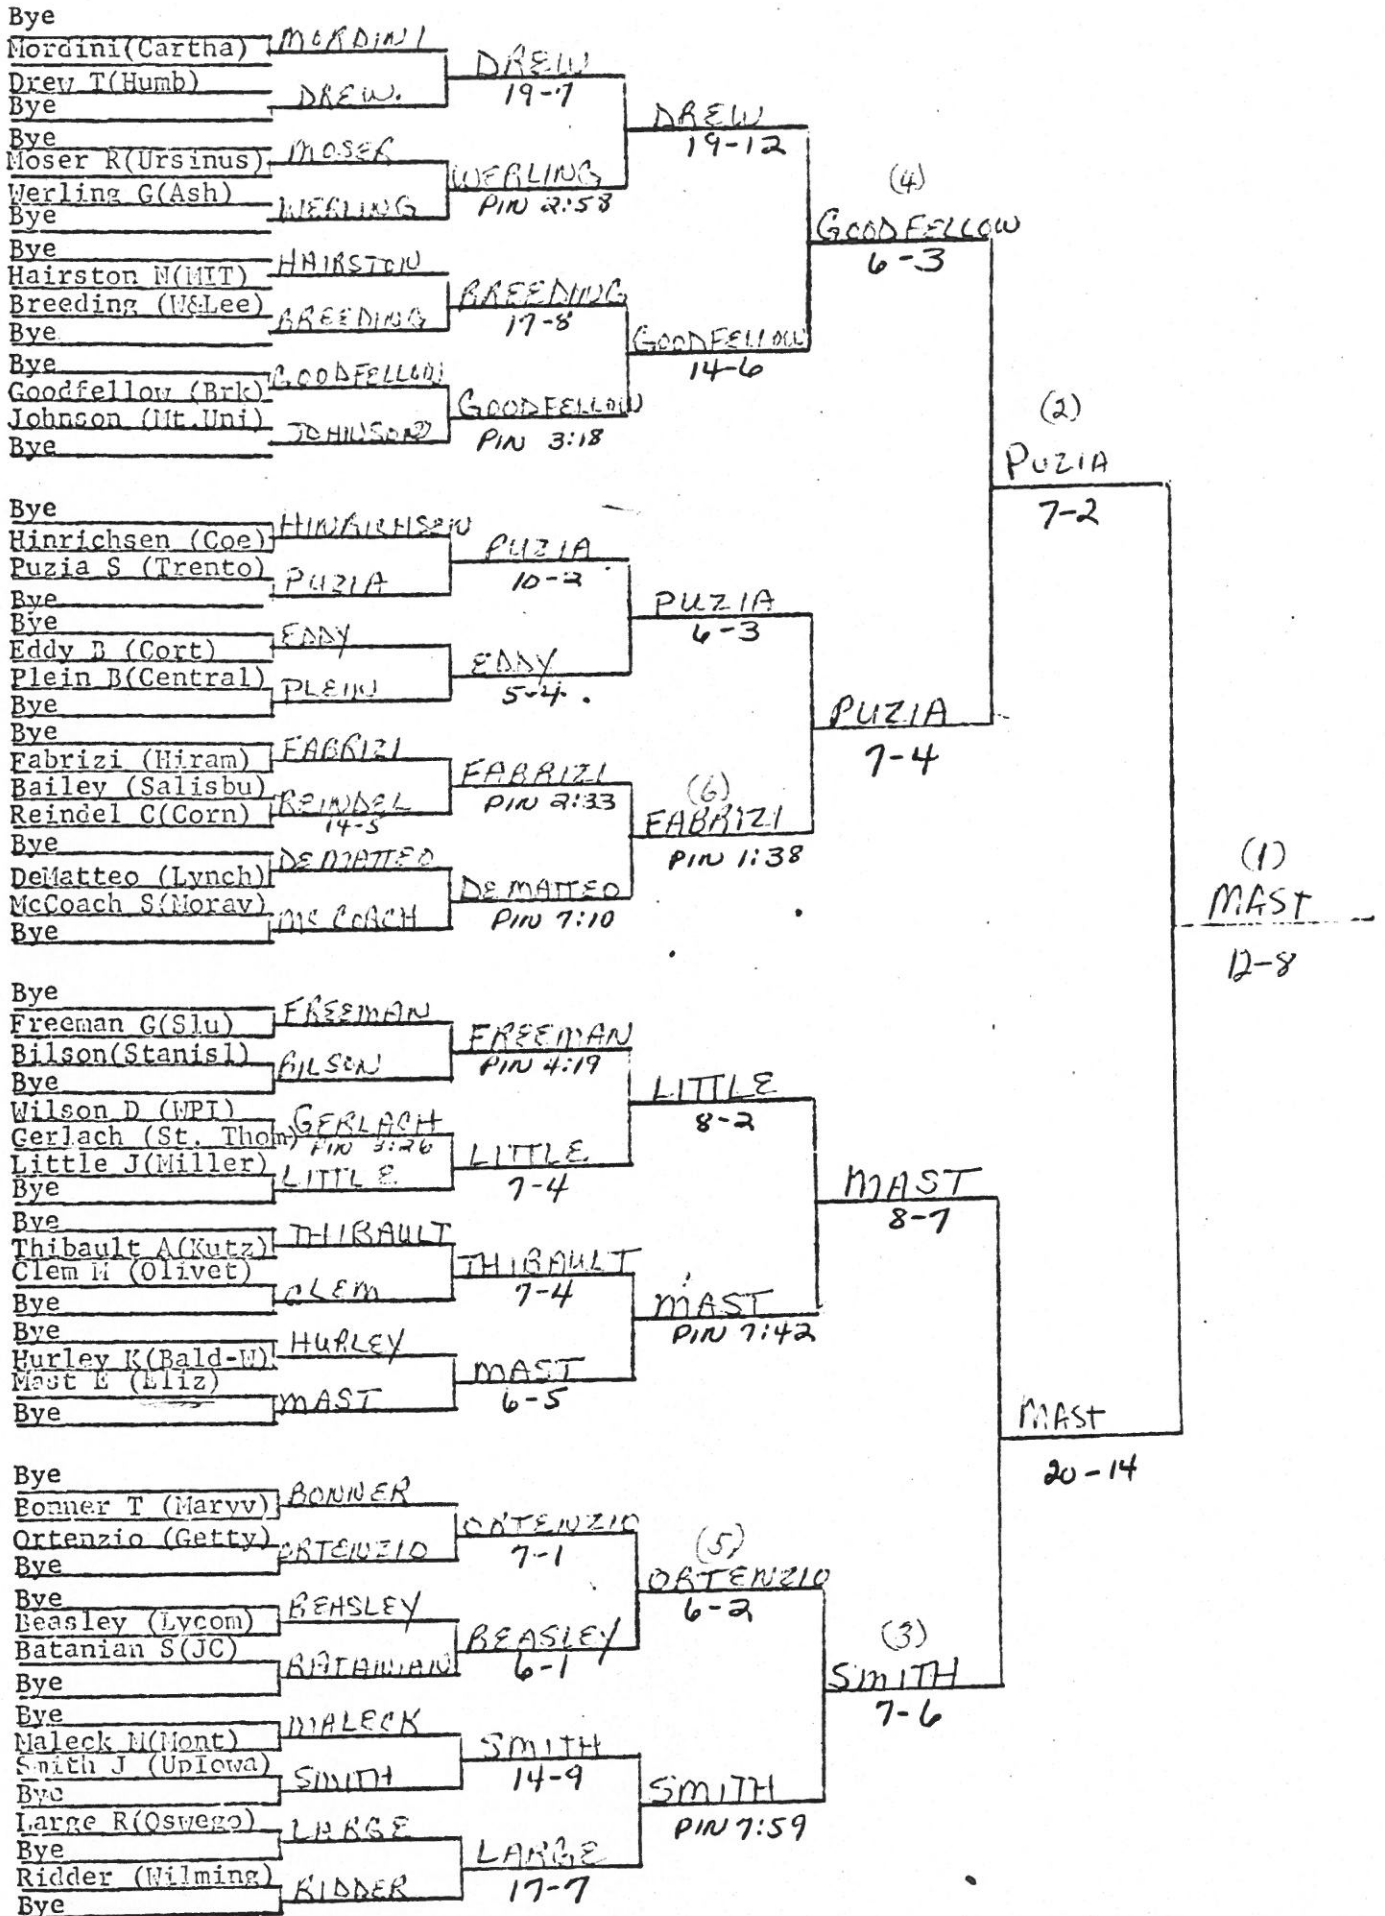 Bye
Mordini(Cartha)
Drew T(Humb)
Bye
Bye
Moser R(Ursinus)
Werling G(Ash)
Bye
Bye
Hairston N(MIT)
Breeding (W&Lee)
Bye
Bye
Goodfellow (Brk)
Johnson (Mt.Uni)
Bye
MORDINI
DREW.
MOSER
WERLING
HAIRSTON
BREEDING
GOODFELLOW
JOHNSON
DREW
19-7
WERLING
PIN 2:58
BREEDING
17-8
GOODFELLOW
PIN 3:18
DREW
19-12
GOODFELLOW
14-6
(4)
GOODFELLOW
6-3
Bye
Hinrichsen (Coe)
Puzia S (Trento)
Bye
Bye
Eddy B (Cort)
Plein B(Central)
Bye
Bye
Fabrizi (Hiram)
Bailey (Salisbu)
Reindel C(Corn)
Bye
DeMatteo (Lynch)
McCoach S(Morav)
Bye
HINRICHSEN
PUZIA
EDDY
PLEIN
FABRIZI
REINDEL
14-5
DEMATTEO
MCCOACH
PUZIA
10-2
EDDY
5-4
FABRIZI
PIN 2:33
DEMATTEO
PIN 7:10
PUZIA
6-3
(6)
FABRIZI
PIN 1:38
PUZIA
7-4
(2)
PUZIA
7-2
Bye
Freeman G(Slu)
Bilson(Stanisl)
Bye
Wilson D (WPI)
Gerlach (St. Thom)
Little J(Miller)
Bye
Bye
Thibault A(Kutz)
Clem M (Olivet)
Bye
Bye
Hurley K(Bald-W)
Mast E (Eliz)
Bye
FREEMAN
BILSON
GERLACH
PIN 3:26
LITTLE
THIBAULT
CLEM
HURLEY
MAST
FREEMAN
PIN 4:19
LITTLE
7-4
THIBAULT
7-4
MAST
6-5
LITTLE
8-2
MAST
PIN 7:42
MAST
8-7
Bye
Bonner T (Maryv)
Ortenzio (Getty)
Bye
Bye
Beasley (Lycom)
Batanian S(JC)
Bye
Bye
Maleck M(Mont)
Smith J (UpIowa)
Bye
Large R(Oswego)
Bye
Ridder (Wilming)
Bye
BONNER
ORTENZIO
BEASLEY
BATANIAN
MALECK
SMITH
LARGE
RIDDER
ORTENZIO
7-1
BEASLEY
6-1
SMITH
14-9
LARGE
17-7
(5)
ORTENZIO
6-2
SMITH
PIN 7:59
(3)
SMITH
7-6
MAST
20-14
(1)
MAST
12-8